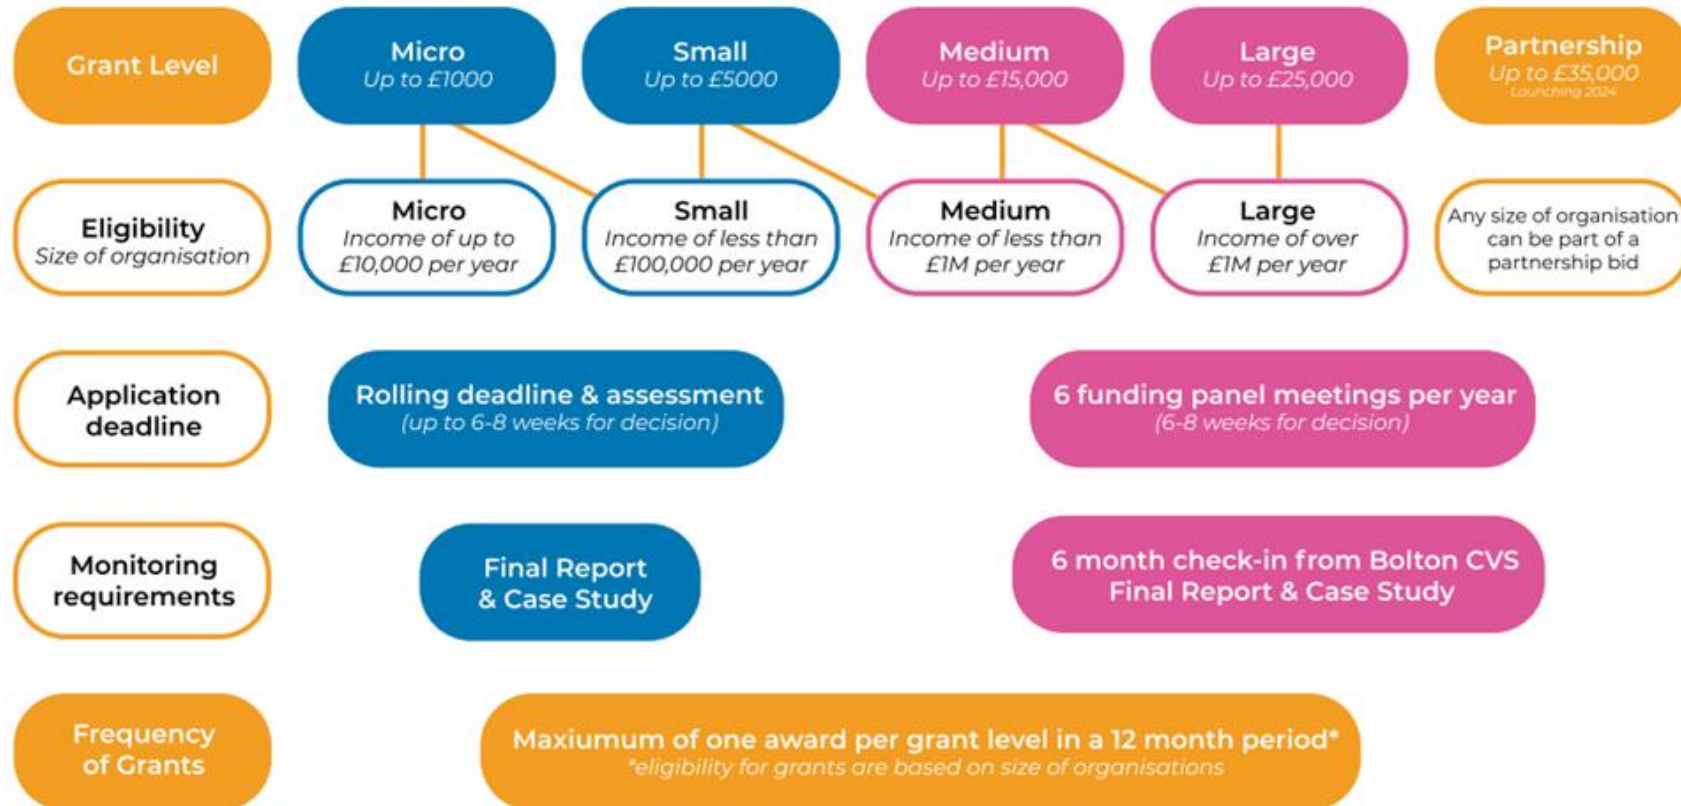 Grant Level
Micro
Up to £1000
Small
Up to £5000
Medium
Up to £15,000
Large
Up to £25,000
Partnership
Up to £35,000
Launching 2024
Eligibility
Size of organisation
Micro
Income of up to
£10,000 per year
Small
Income of less than
£100,000 per year
Medium
Income of less than
£1M per year
Large
Income of over
£1M per year
Any size of organisation
can be part of a
partnership bid
Application
deadline
Rolling deadline & assessment
(up to 6-8 weeks for decision)
6 funding panel meetings per year
(6-8 weeks for decision)
Monitoring
requirements
Final Report
& Case Study
6 month check-in from Bolton CVS
Final Report & Case Study
Frequency
of Grants
Maxiumum of one award per grant level in a 12 month period*
*eligibility for grants are based on size of organisations